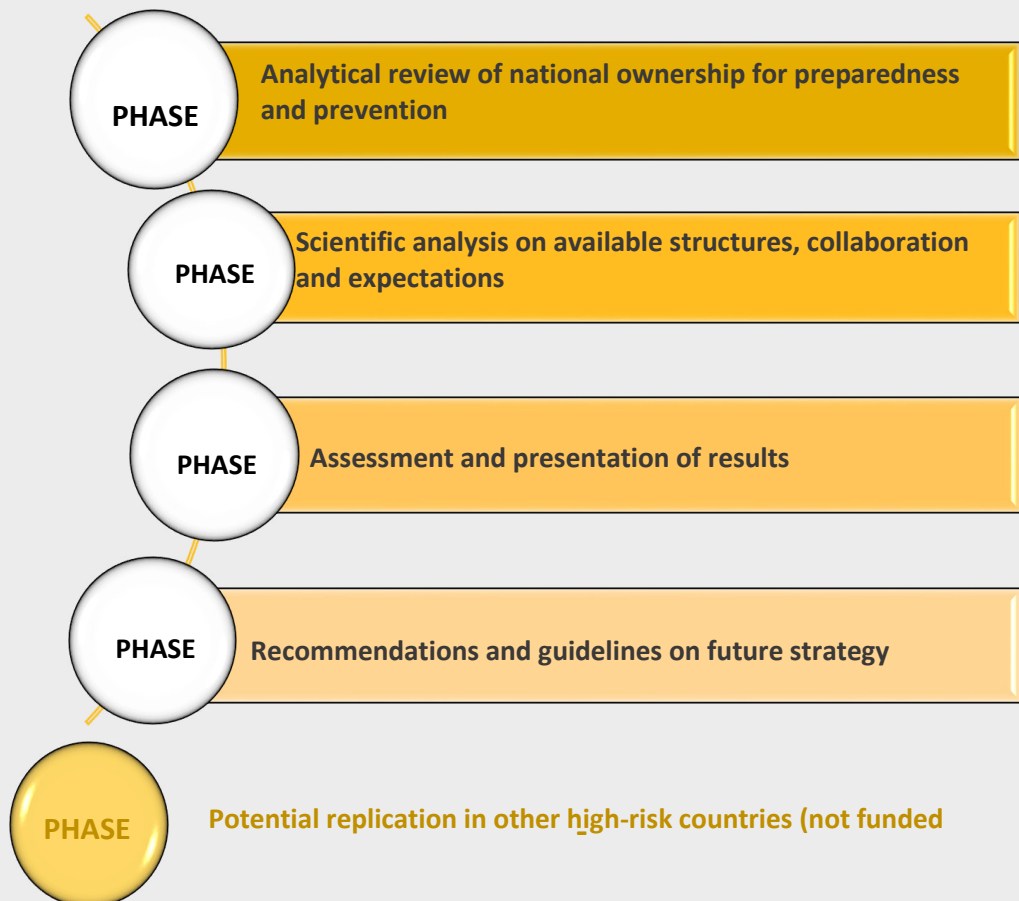 PHASE
Analytical review of national ownership for preparedness
and prevention
PHASE
Scientific analysis on available structures, collaboration
and expectations
PHASE
Assessment and presentation of results
PHASE
Recommendations and guidelines on future strategy
PHASE
Potential replication in other high-risk countries (not funded